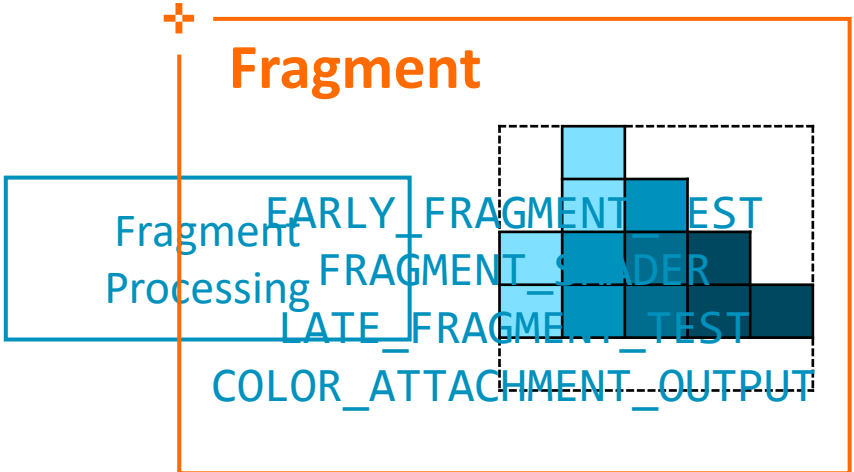 Fragment
Fragment
Processing
EARLY_FRAGMENT_TEST
FRAGMENT_SHADER
LATE_FRAGMENT_TEST
COLOR_ATTACHMENT_OUTPUT